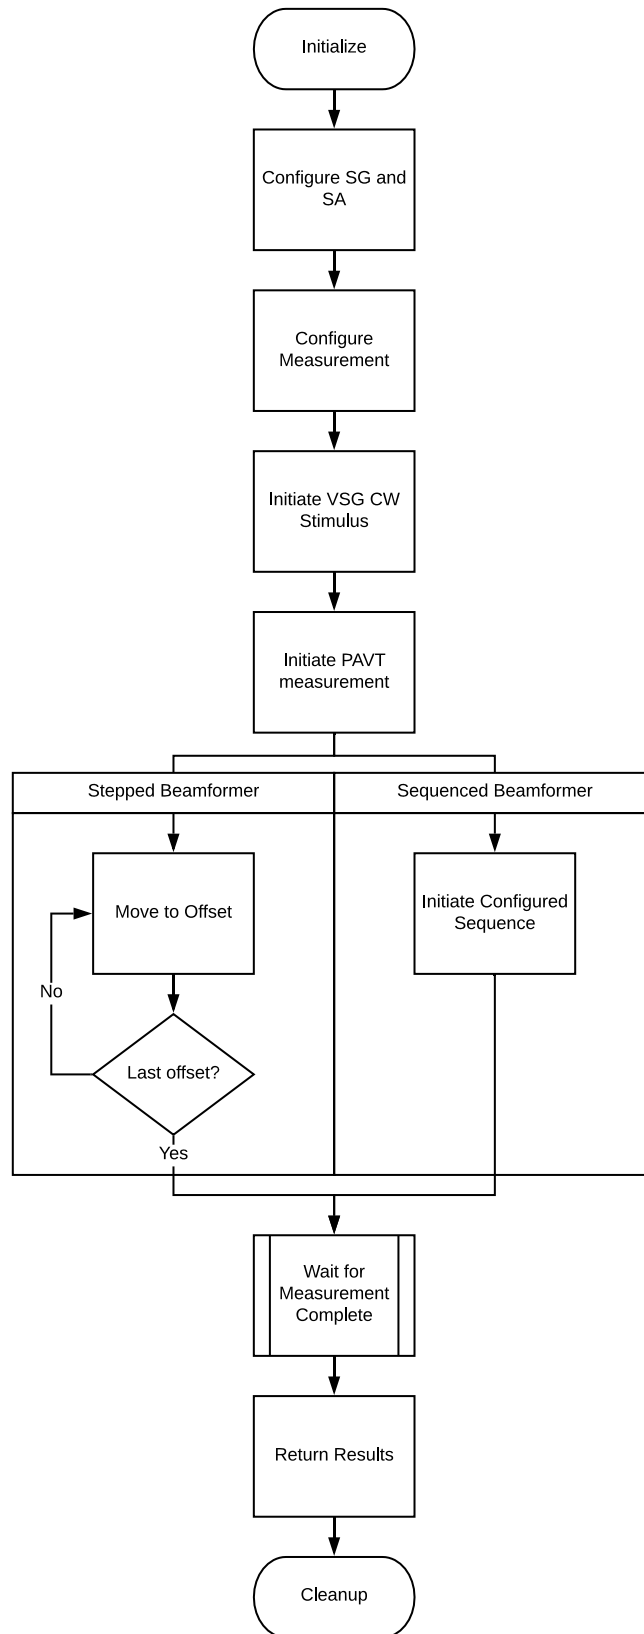 Initialize
Configure SG and
SA
Configure
Measurement
Initiate VSG CW
Stimulus
Initiate PAVT
measurement
Stepped Beamformer
Sequenced Beamformer
Move to Offset
Initiate Configured
Sequence
No
Last offset?
Yes
Wait for
Measurement
Complete
Return Results
Cleanup